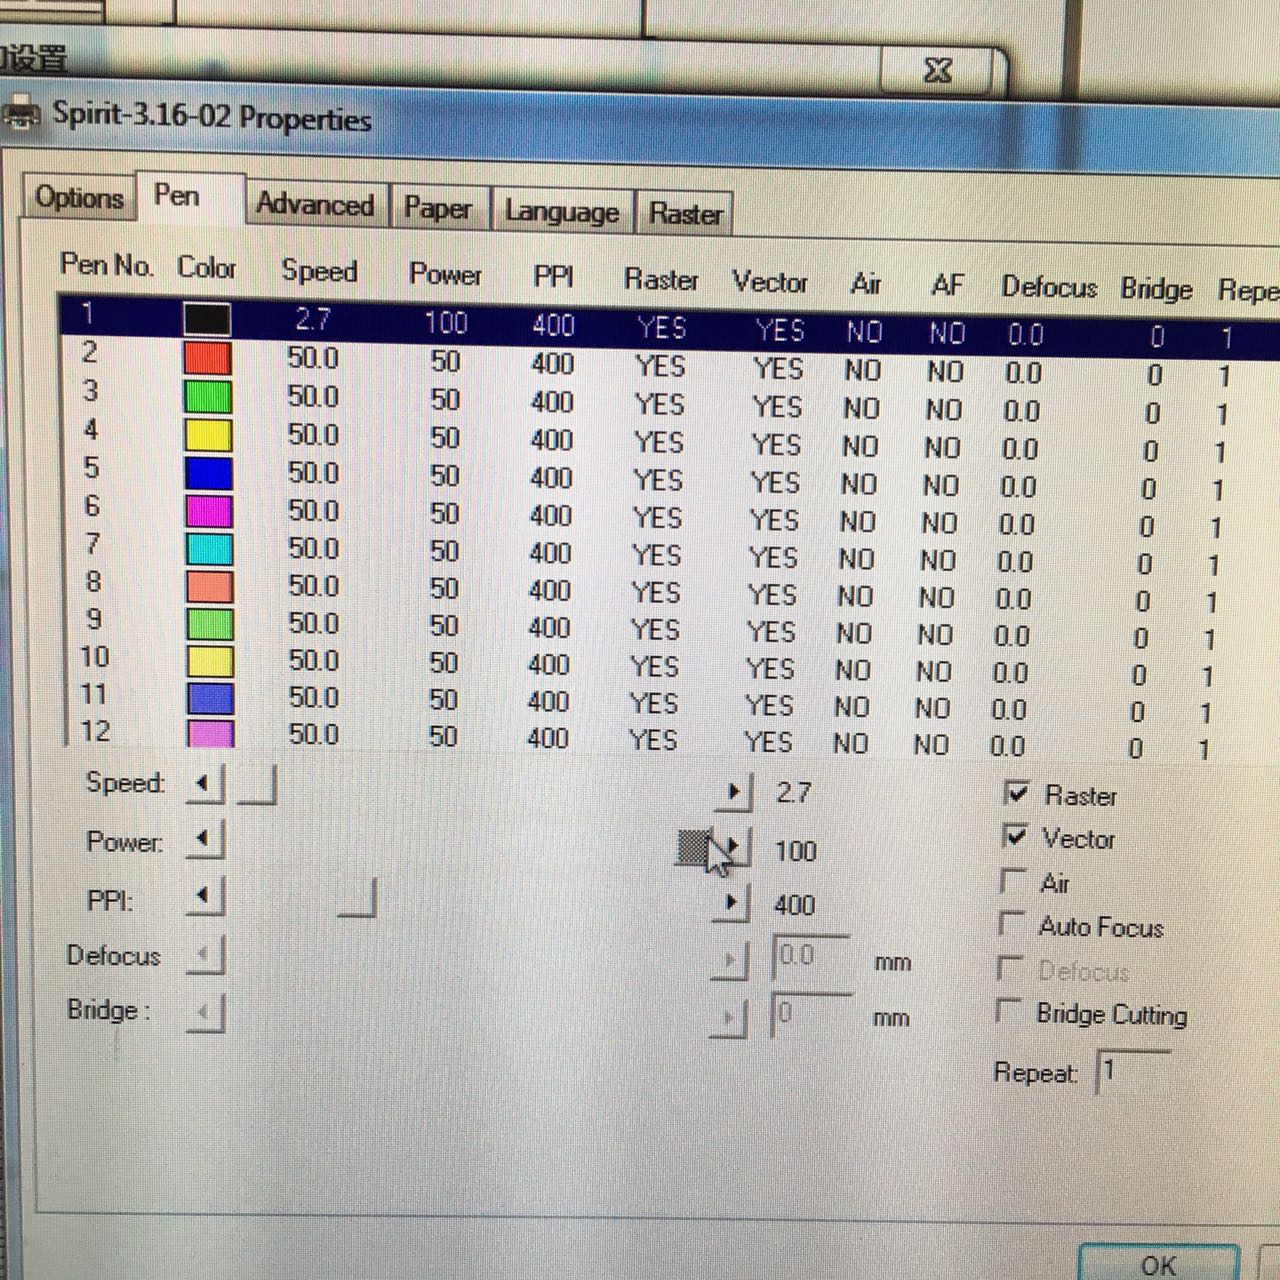 设置
Spirit-3.16-02 Properties
Options Pen Advanced Paper Language Raster
Pen No. Color Speed Power PPI Raster Vector Air AF Defocus Bridge Repe
1 2.7 100 400 YES YES NO NO 0.0 0 1
2 50.0 50 400 YES YES NO NO 0.0 0 1
3 50.0 50 400 YES YES NO NO 0.0 0 1
4 50.0 50 400 YES YES NO NO 0.0 0 1
5 50.0 50 400 YES YES NO NO 0.0 0 1
6 50.0 50 400 YES YES NO NO 0.0 0 1
7 50.0 50 400 YES YES NO NO 0.0 0 1
8 50.0 50 400 YES YES NO NO 0.0 0 1
9 50.0 50 400 YES YES NO NO 0.0 0 1
10 50.0 50 400 YES YES NO NO 0.0 0 1
11 50.0 50 400 YES YES NO NO 0.0 0 1
12 50.0 50 400 YES YES NO NO 0.0 0 1
Speed: 2.7 Raster
Power: 100 Vector
PPI: 400 Air
Auto Focus
Defocus 0.0 mm Defocus
Bridge : 0 mm Bridge Cutting
Repeat: 1
OK